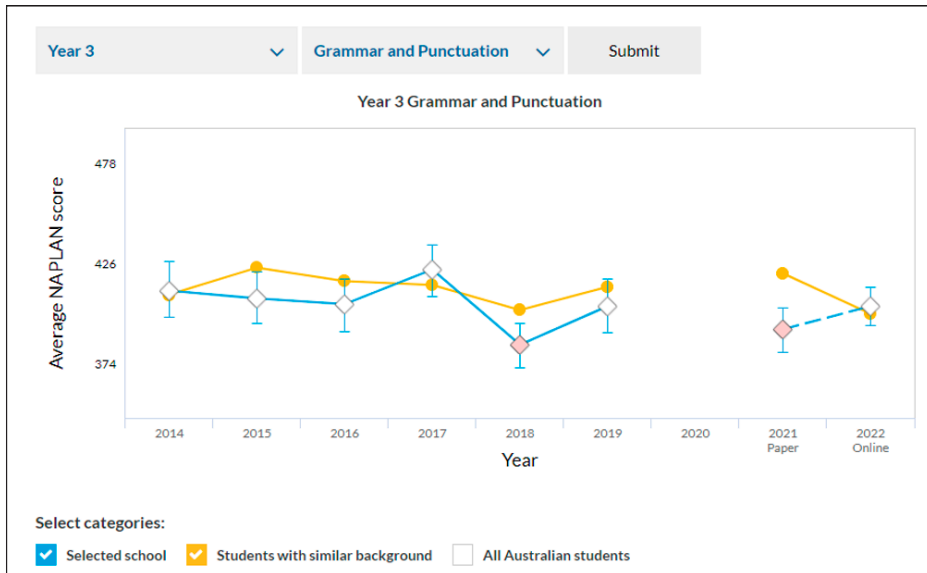 Year 3
Grammar and Punctuation
Submit
Year 3 Grammar and Punctuation
Average NAPLAN score
478
426
374
2014
2015
2016
2017
2018
2019
2020
2021
Paper
2022
Online
Year
Select categories:
Selected school
Students with similar background
All Australian students